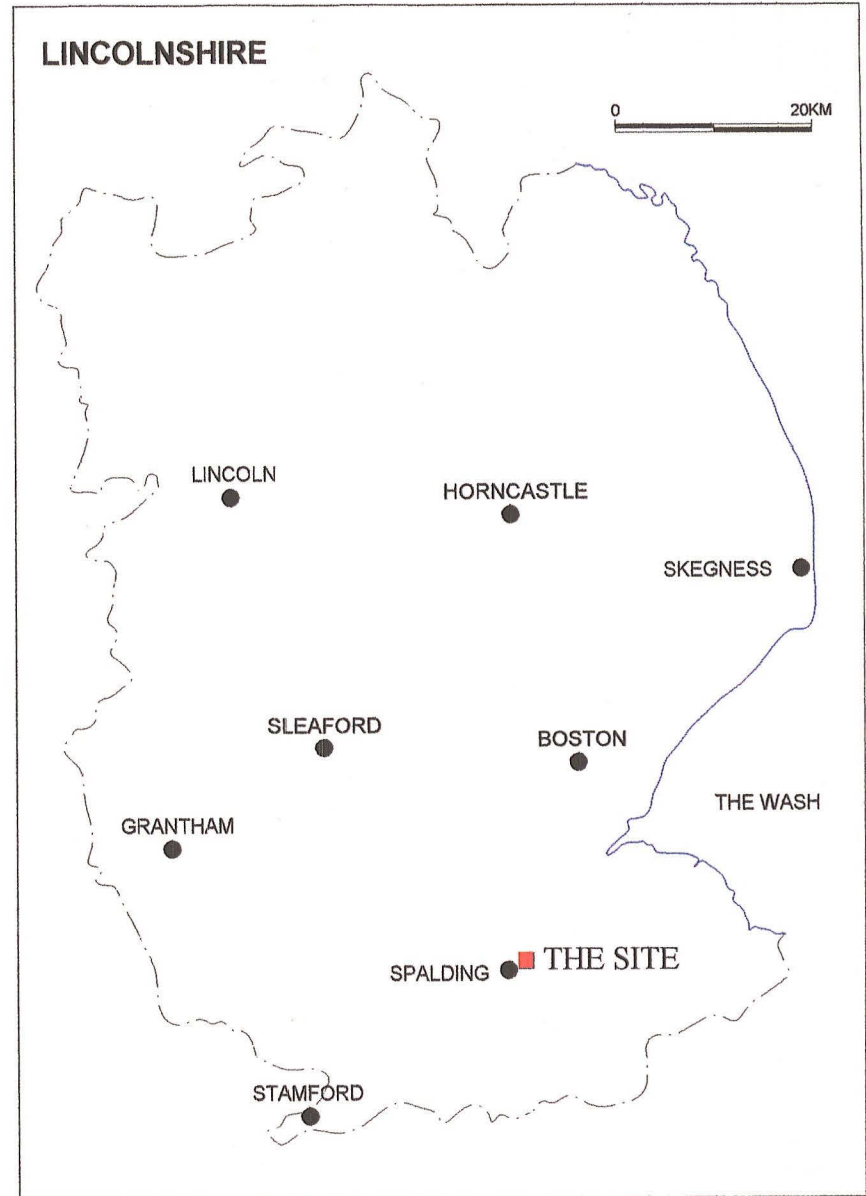 LINCOLNSHIRE
0 20KM
LINCOLN
HORNCASTLE
SKEGNESS
SLEAFORD
BOSTON
THE WASH
GRANTHAM
THE SITE
SPALDING
STAMFORD